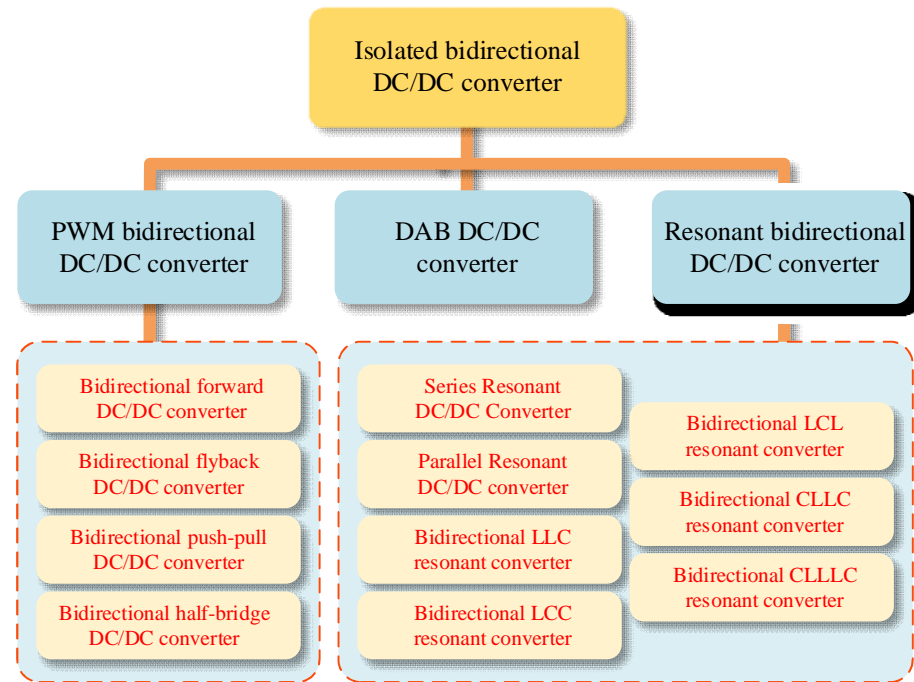 Isolated bidirectional
DC/DC converter
PWM bidirectional
DC/DC converter
DAB DC/DC
converter
Resonant bidirectional
DC/DC converter
Bidirectional forward
DC/DC converter
Bidirectional flyback
DC/DC converter
Bidirectional push-pull
DC/DC converter
Bidirectional half-bridge
DC/DC converter
Series Resonant
DC/DC Converter
Parallel Resonant
DC/DC converter
Bidirectional LLC
resonant converter
Bidirectional LCC
resonant converter
Bidirectional LCL
resonant converter
Bidirectional CLLC
resonant converter
Bidirectional CLLLC
resonant converter